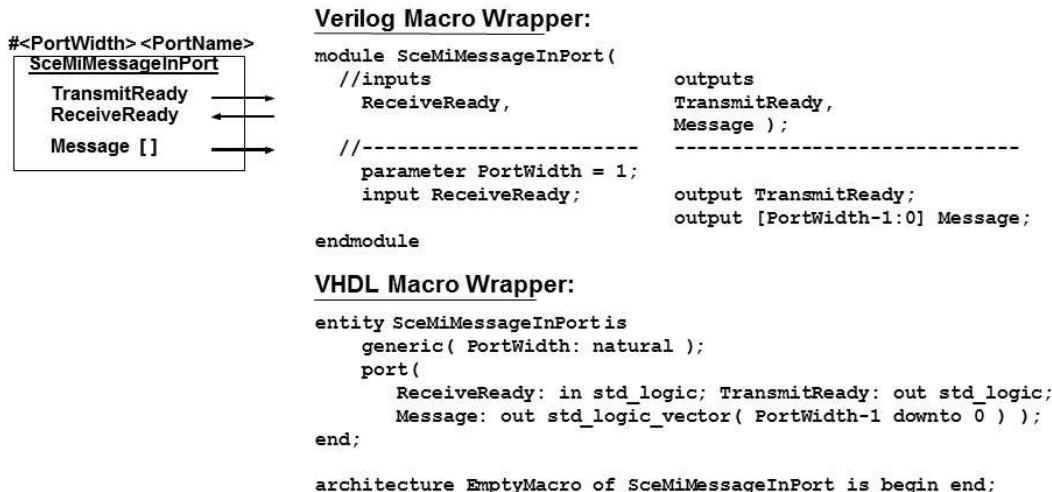 #<PortWidth> <PortName>
SceMiMessageInPort
TransmitReady
ReceiveReady
Message []
Verilog Macro Wrapper:
module SceMiMessageInPort(
//inputs outputs
ReceiveReady, TransmitReady,
Message );
//------------------------- ------------------------------
parameter PortWidth = 1;
input ReceiveReady; output TransmitReady;
output [PortWidth-1:0] Message;
endmodule
VHDL Macro Wrapper:
entity SceMiMessageInPort is
generic( PortWidth: natural );
port(
ReceiveReady: in std_logic; TransmitReady: out std_logic;
Message: out std_logic_vector( PortWidth-1 downto 0 ) );
end;
architecture EmptyMacro of SceMiMessageInPort is begin end;